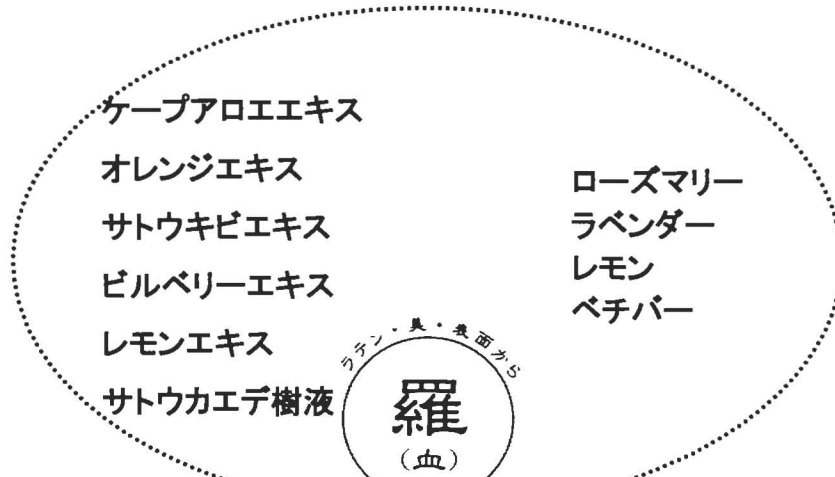 ケープアロエエキス
オレンジエキス
サトウキビエキス
ビルベリーエキス
レモンエキス
サトウカエデ樹液
ローズマリー
ラベンダー
レモン
ベチバー
ラテン・美・表面から
羅
(血)